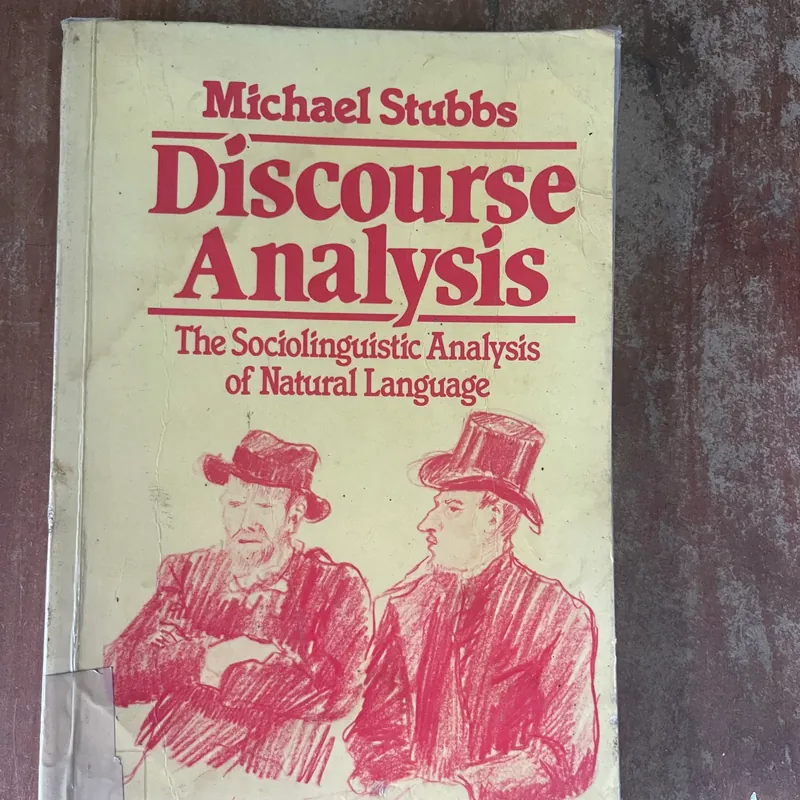 Michael Stubbs
Discourse
Analysis
The Sociolinguistic Analysis
of Natural Language